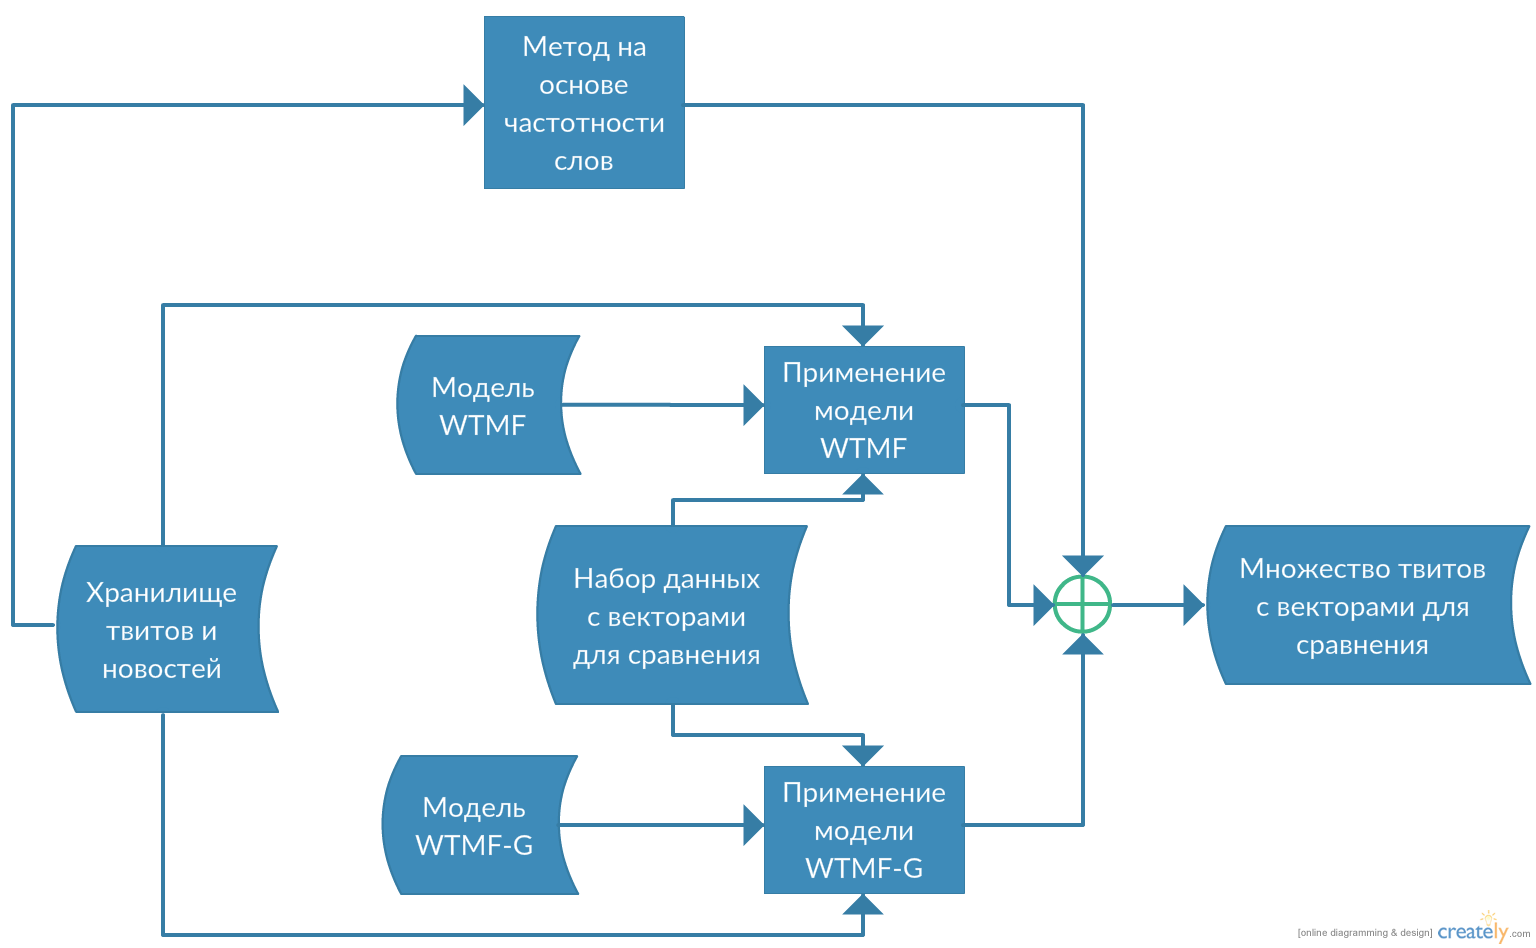 Метод на
основе
частотности
слов
Модель
WTMF
Применение
модели
WTMF
Хранилище
твитов и
новостей
Набор данных
с векторами
для сравнения
Множество твитов
с векторами для
сравнения
Модель
WTMF-G
Применение
модели
WTMF-G
[online diagramming & design] creately.com